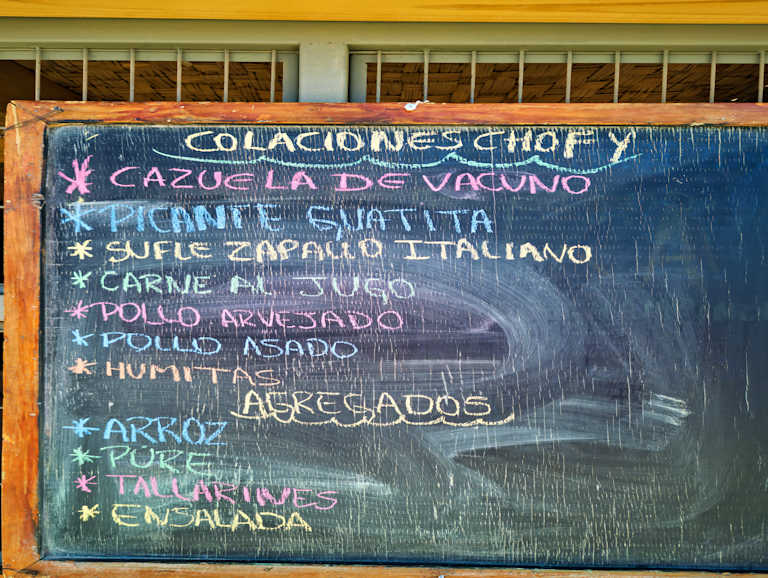 COLACIONES CHOFY
* CAZUELA DE VACUNO
* PICANTE GUATITA
* SUFLE ZAPALLO ITALIANO
* CARNE AL JUGO
* POLLO ARVEJADO
* POLLO ASADO
* HUMITAS
AGREGADOS
* ARROZ
* PURE
* TALLARINES
* ENSALADA